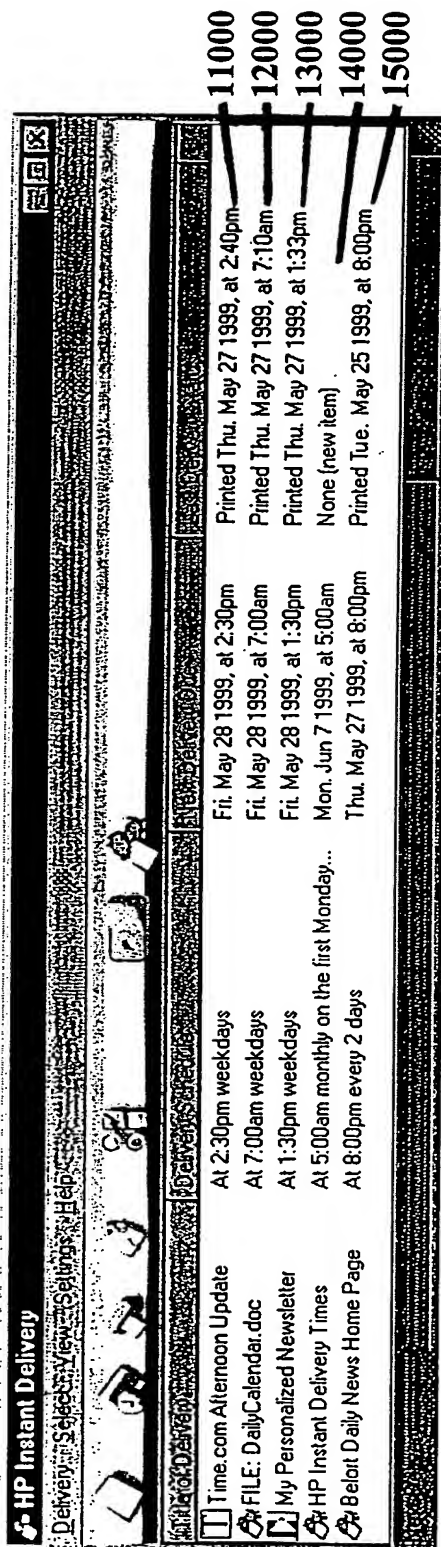 HP Instant Delivery
Delivery Select View Settings Help
Title of Delivery Delivery Schedule Next Delivery On
Time.com Afternoon Update At 2:30pm weekdays Fri. May 28 1999, at 2:30pm Printed Thu. May 27 1999, at 2:40pm 11000
FILE: DailyCalendar.doc At 7:00am weekdays Fri. May 28 1999, at 7:00am Printed Thu. May 27 1999, at 7:10am 12000
My Personalized Newsletter At 1:30pm weekdays Fri. May 28 1999, at 1:30pm Printed Thu. May 27 1999, at 1:33pm 13000
HP Instant Delivery Times At 5:00am monthly on the first Monday... Mon. Jun 7 1999, at 5:00am None (new item) 14000
Beloit Daily News Home Page At 8:00pm every 2 days Thu. May 27 1999, at 8:00pm Printed Tue. May 25 1999, at 8:00pm 15000